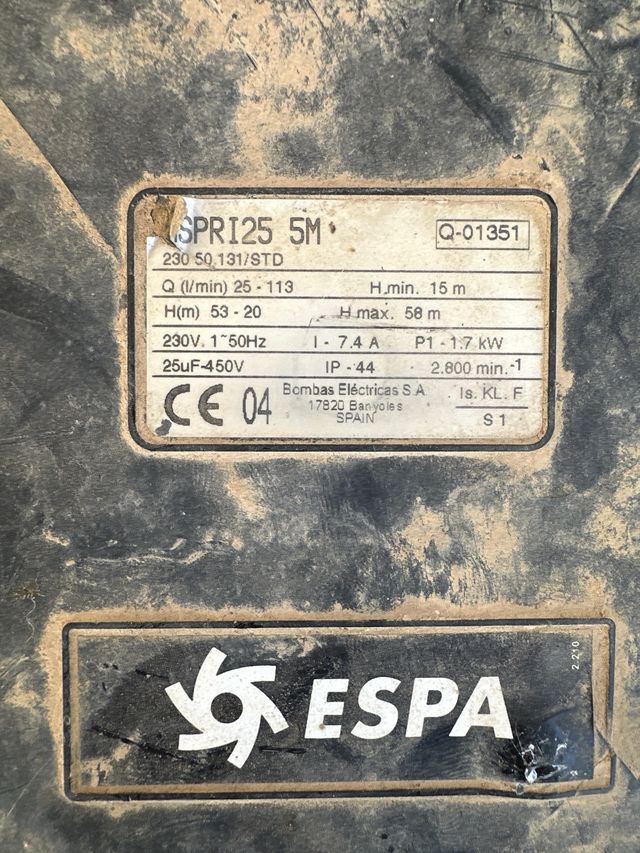 SPRI25 5M
Q-01351
230 50 131/STD
Q (l/min) 25 - 113 H.min. 15 m
H(m) 53 - 20 H max. 58 m
230V. 1~50Hz I - 7.4 A P1 - 1.7 kW
25uF-450V IP - 44 2.800 min.-1
CE 04 Bombas Eléctricas S.A. Is. KL. F
17820 Banyoles
SPAIN S 1
2.210
ESPA